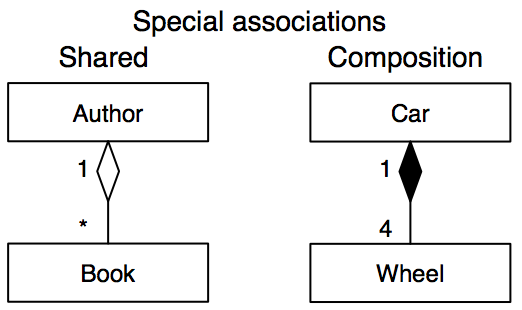 Special associations
Shared
Composition
Author
Car
1
1
*
4
Book
Wheel